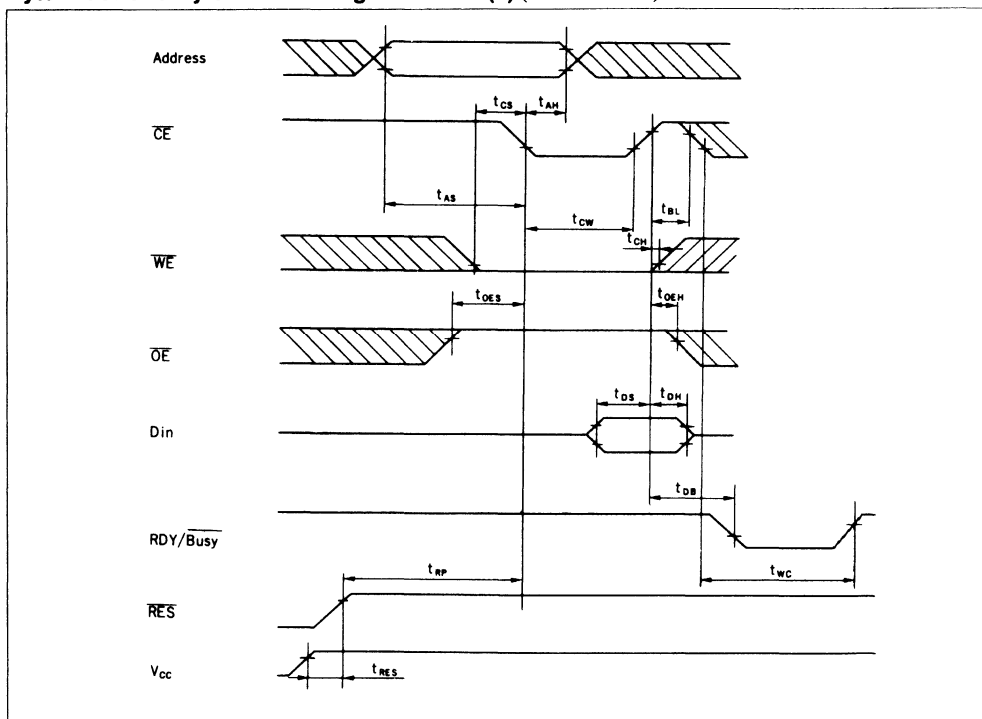 Address
tCS tAH
CE
tAS
tCW
tBL
tCH
WE
tOES
tOEH
OE
tDS tDH
Din
tDB
RDY/Busy
tWC
tRP
RES
VCC
tRES